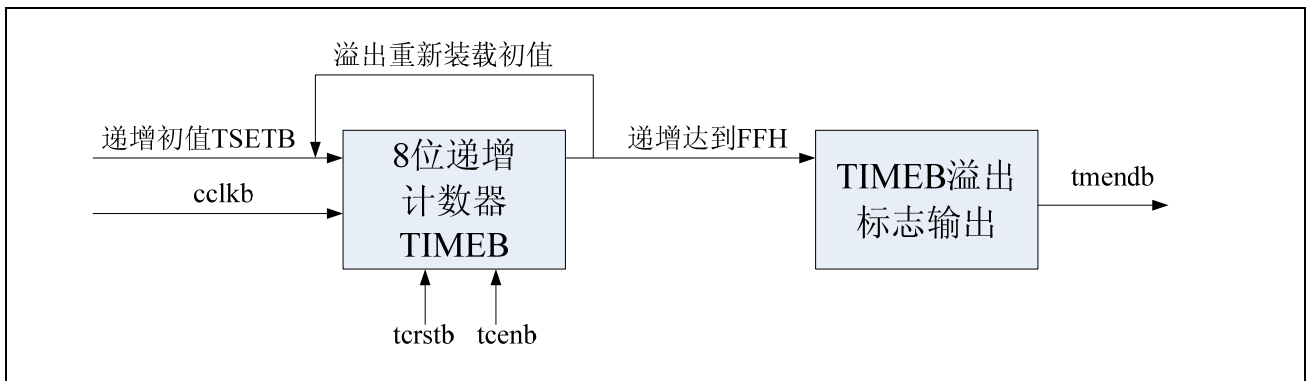 溢出重新装载初值
递增初值TSETB
cclkb
8位递增
计数器
TIMEB
tcrstb
tcenb
递增达到FFH
TIMEB溢出
标志输出
tmendb